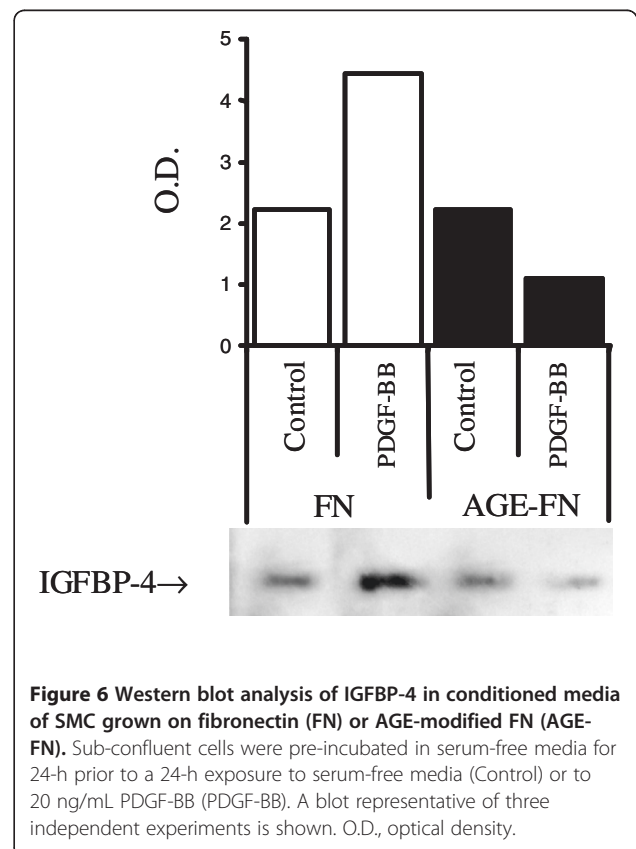 5
4
3
2
1
0
O.D.
Control
PDGF-BB
Control
PDGF-BB
FN
AGE-FN
IGFBP-4→
Figure 6 Western blot analysis of IGFBP-4 in conditioned media
of SMC grown on fibronectin (FN) or AGE-modified FN (AGE-
FN). Sub-confluent cells were pre-incubated in serum-free media for
24-h prior to a 24-h exposure to serum-free media (Control) or to
20 ng/mL PDGF-BB (PDGF-BB). A blot representative of three
independent experiments is shown. O.D., optical density.